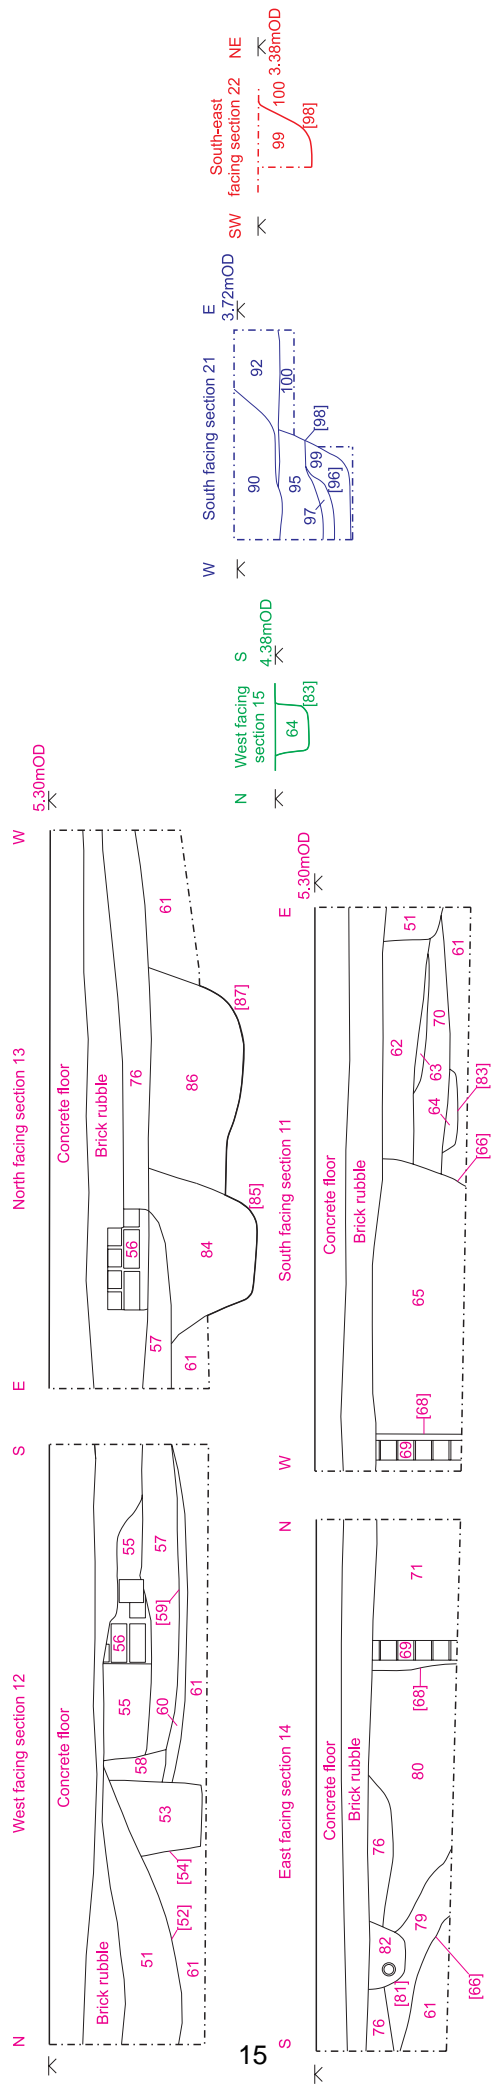 West facing section 12
N
S
Concrete floor
Brick rubble
51
[52]
61
[54]
53
58
55
60
56
[59]
55
57
61
North facing section 13
E
W
5.30mOD
Concrete floor
Brick rubble
57
61
56
84
[85]
76
86
[87]
61
East facing section 14
S
N
Concrete floor
Brick rubble
76
82
[81]
61
79
[66]
76
80
[68]
69
71
South facing section 11
W
E
5.30mOD
Concrete floor
Brick rubble
69
[68]
65
[66]
62
64
63
70
[83]
51
61
West facing
section 15
N
S
4.38mOD
64
[83]
South facing section 21
W
E
3.72mOD
90
92
95
97
[96]
99
[98]
100
South-east
facing section 22
SW
NE
3.38mOD
99
100
[98]
15